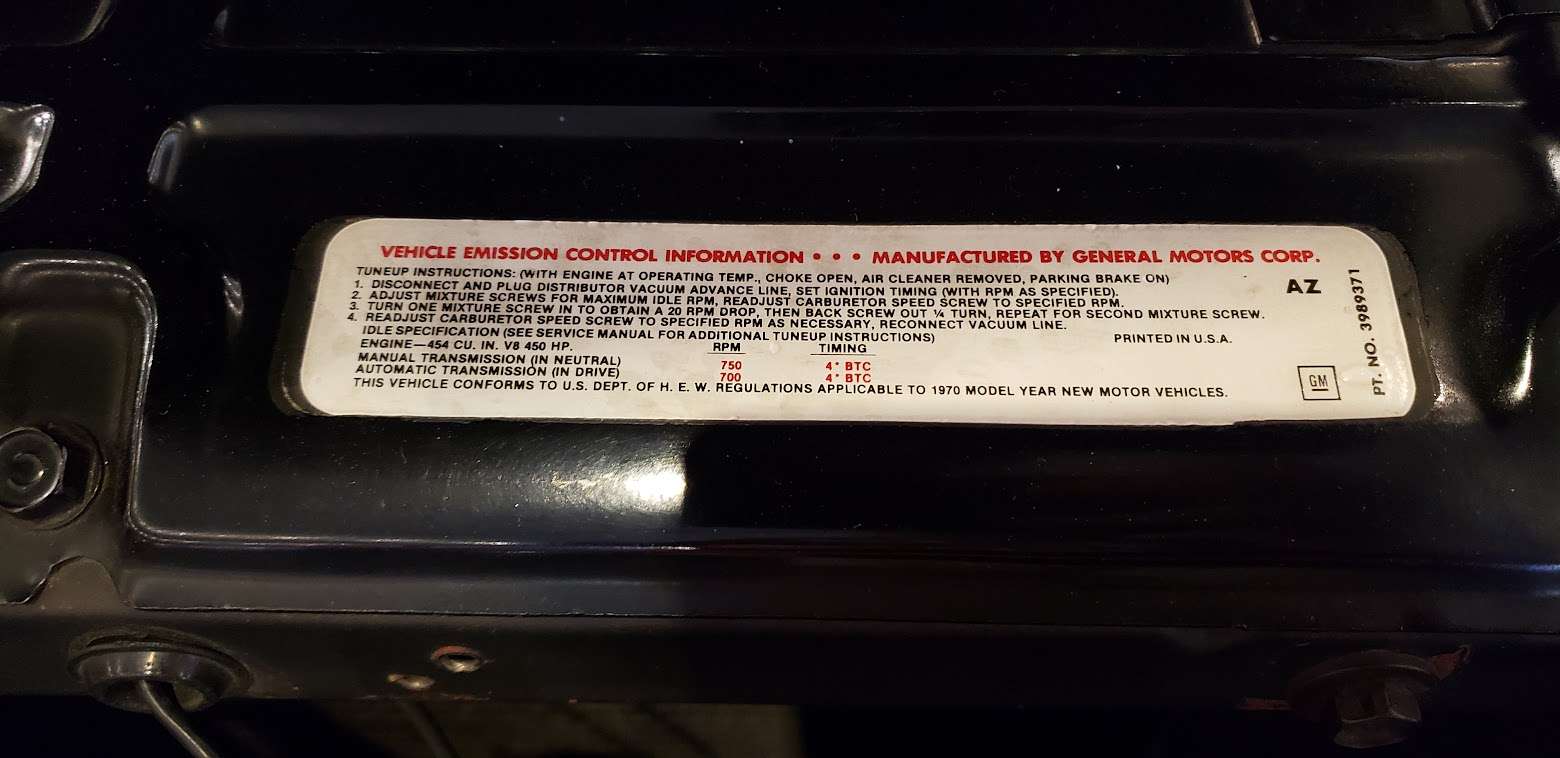 VEHICLE EMISSION CONTROL INFORMATION • • • MANUFACTURED BY GENERAL MOTORS CORP.
TUNEUP INSTRUCTIONS: (WITH ENGINE AT OPERATING TEMP., CHOKE OPEN, AIR CLEANER REMOVED, PARKING BRAKE ON)
1. DISCONNECT AND PLUG DISTRIBUTOR VACUUM ADVANCE LINE, SET IGNITION TIMING (WITH RPM AS SPECIFIED).
2. ADJUST MIXTURE SCREWS FOR MAXIMUM IDLE RPM, READJUST CARBURETOR SPEED SCREW TO SPECIFIED RPM.
3. TURN ONE MIXTURE SCREW IN TO OBTAIN A 20 RPM DROP, THEN BACK SCREW OUT ¼ TURN, REPEAT FOR SECOND MIXTURE SCREW.
4. READJUST CARBURETOR SPEED SCREW TO SPECIFIED RPM AS NECESSARY, RECONNECT VACUUM LINE.
IDLE SPECIFICATION (SEE SERVICE MANUAL FOR ADDITIONAL TUNEUP INSTRUCTIONS)
PRINTED IN U.S.A.
ENGINE—454 CU. IN. V8 450 HP. RPM TIMING
MANUAL TRANSMISSION (IN NEUTRAL) 750 4° BTC
AUTOMATIC TRANSMISSION (IN DRIVE) 700 4° BTC
THIS VEHICLE CONFORMS TO U.S. DEPT. OF H. E. W. REGULATIONS APPLICABLE TO 1970 MODEL YEAR NEW MOTOR VEHICLES.
AZ
GM
PT. NO. 3989371